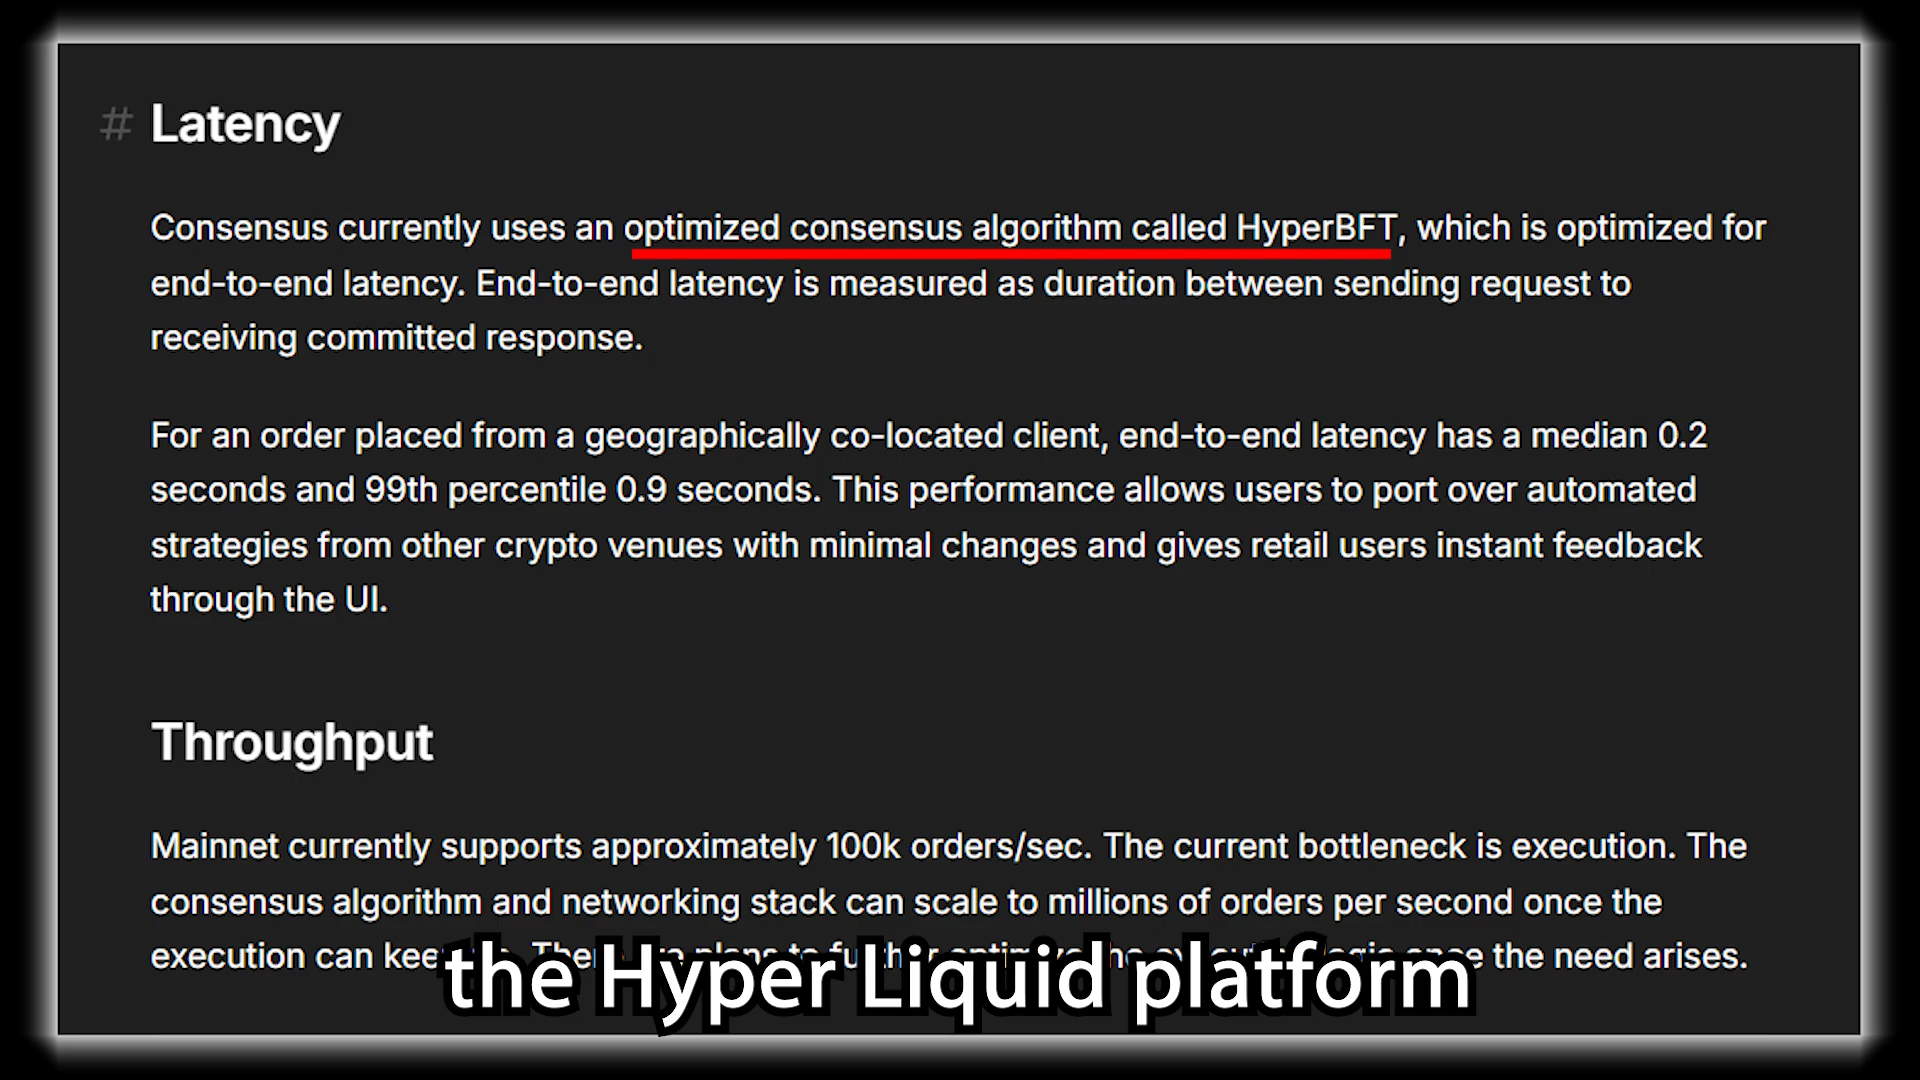 # Latency
Consensus currently uses an optimized consensus algorithm called HyperBFT, which is optimized for
end-to-end latency. End-to-end latency is measured as duration between sending request to
receiving committed response.
For an order placed from a geographically co-located client, end-to-end latency has a median 0.2
seconds and 99th percentile 0.9 seconds. This performance allows users to port over automated
strategies from other crypto venues with minimal changes and gives retail users instant feedback
through the UI.
Throughput
Mainnet currently supports approximately 100k orders/sec. The current bottleneck is execution. The
consensus algorithm and networking stack can scale to millions of orders per second once the
execution can plans to further the once the need arises.
the Hyper Liquid platform